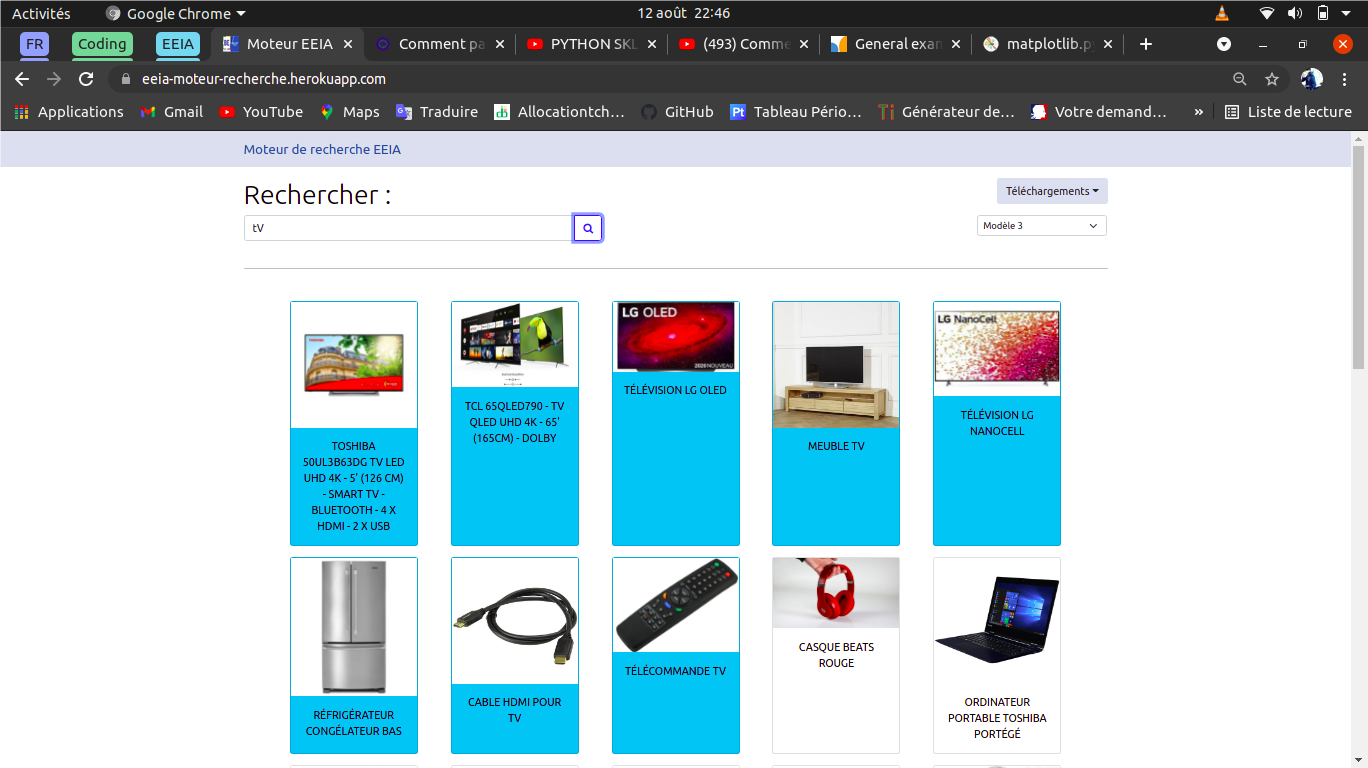 Activités
Google Chrome
12 août 22:46
FR
Coding
EEIA
Moteur EEIA
Comment pa
PYTHON SKL
(493) Comme
General exan
matplotlib.py
eeia-moteur-recherche.herokuapp.com
Applications
Gmail
YouTube
Maps
Traduire
Allocationtch…
GitHub
Tableau Pério…
Générateur de…
Votre demand…
»
Liste de lecture
Moteur de recherche EEIA
Rechercher :
Téléchargements
tV
Modèle 3
LG OLED
2020 NOUVEAU
LG NanoCell
TOSHIBA
50UL3B63DG TV LED
UHD 4K - 5' (126 CM)
- SMART TV -
BLUETOOTH - 4 X
HDMI - 2 X USB
TCL 65QLED790 - TV
QLED UHD 4K - 65'
(165CM) - DOLBY
TÉLÉVISION LG OLED
MEUBLE TV
TÉLÉVISION LG
NANOCELL
RÉFRIGÉRATEUR
CONGÉLATEUR BAS
CABLE HDMI POUR
TV
TÉLÉCOMMANDE TV
CASQUE BEATS
ROUGE
ORDINATEUR
PORTABLE TOSHIBA
PORTÉGÉ